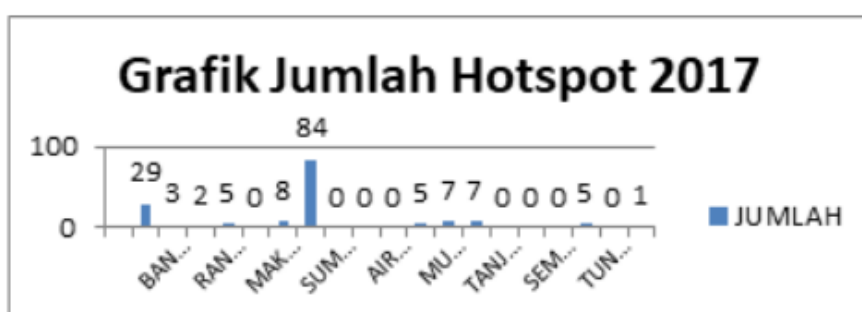 Grafik Jumlah Hotspot 2017
84
100
29
3 2 5 0 8 0 0 0 5 7 7 0 0 0 5 0 1
0
BAN... RAN... MAK... SUM... AIR... MU... TANJ... SEM... TUN...
JUMLAH